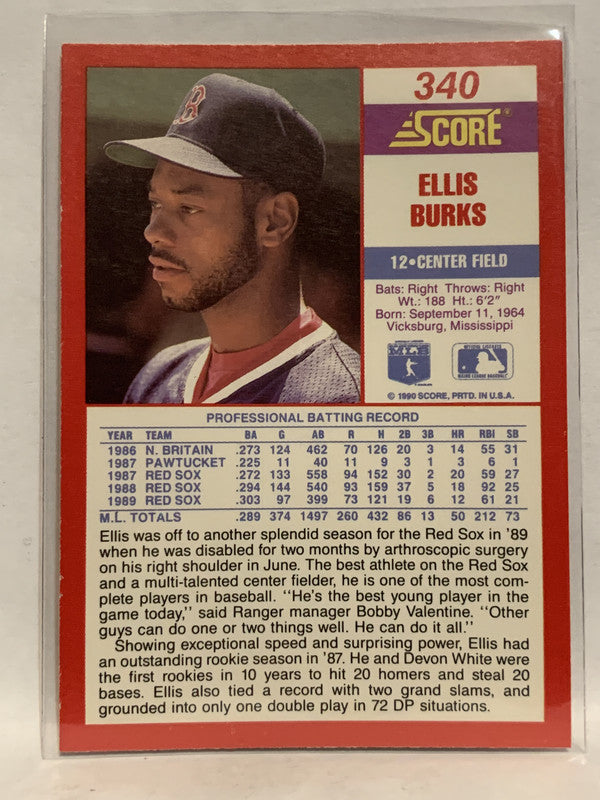 340
SCORE®
ELLIS
BURKS
12•CENTER FIELD
Bats: Right Throws: Right
Wt.: 188 Ht.: 6'2"
Born: September 11, 1964
Vicksburg, Mississippi
MLB
© 1990 SCORE, PRTD. IN U.S.A.
B
PROFESSIONAL BATTING RECORD
YEAR TEAM BA G AB R H 2B 3B HR RBI SB
1986 N. BRITAIN .273 124 462 70 126 20 3 14 55 31
1987 PAWTUCKET .225 11 40 11 9 3 1 3 6 1
1987 RED SOX .272 133 558 94 152 30 2 20 59 27
1988 RED SOX .294 144 540 93 159 37 5 18 92 25
1989 RED SOX .303 97 399 73 121 19 6 12 61 21
M.L. TOTALS .289 374 1497 260 432 86 13 50 212 73
Ellis was off to another splendid season for the Red Sox in '89
when he was disabled for two months by arthroscopic surgery
on his right shoulder in June. The best athlete on the Red Sox
and a multi-talented center fielder, he is one of the most com-
plete players in baseball. "He's the best young player in the
game today," said Ranger manager Bobby Valentine. "Other
guys can do one or two things well. He can do it all."
Showing exceptional speed and surprising power, Ellis had
an outstanding rookie season in '87. He and Devon White were
the first rookies in 10 years to hit 20 homers and steal 20
bases. Ellis also tied a record with two grand slams, and
grounded into only one double play in 72 DP situations.